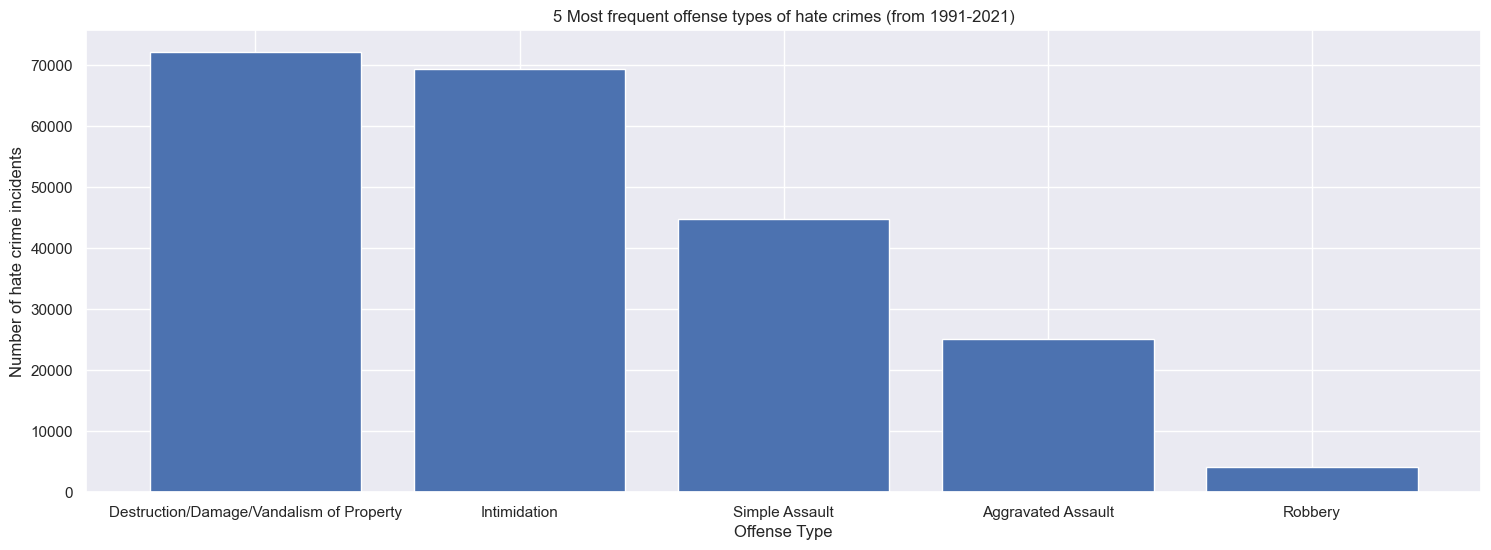 5 Most frequent offense types of hate crimes (from 1991-2021)
Number of hate crime incidents
70000
60000
50000
40000
30000
20000
10000
0
Destruction/Damage/Vandalism of Property
Intimidation
Simple Assault
Aggravated Assault
Robbery
Offense Type